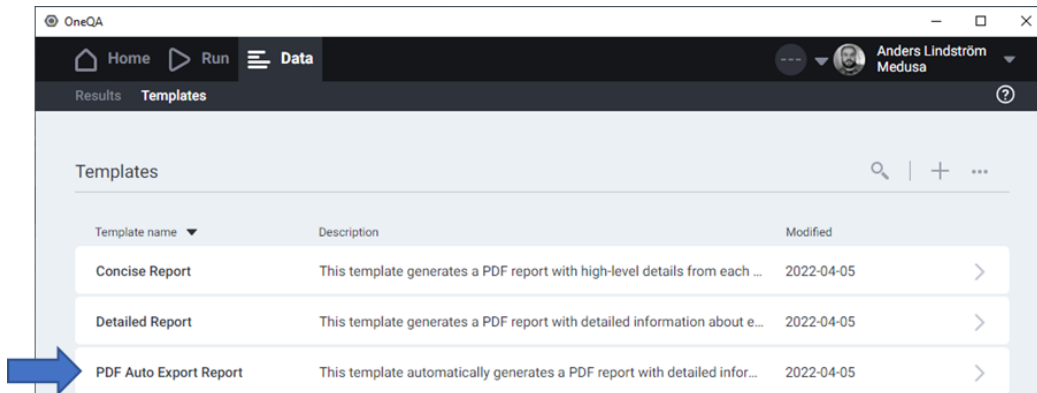 OneQA
Home Run Data
--- Anders Lindström
Medusa
Results Templates
Templates
Template name Description Modified
Concise Report This template generates a PDF report with high-level details from each ... 2022-04-05
Detailed Report This template generates a PDF report with detailed information about e... 2022-04-05
PDF Auto Export Report This template automatically generates a PDF report with detailed infor... 2022-04-05